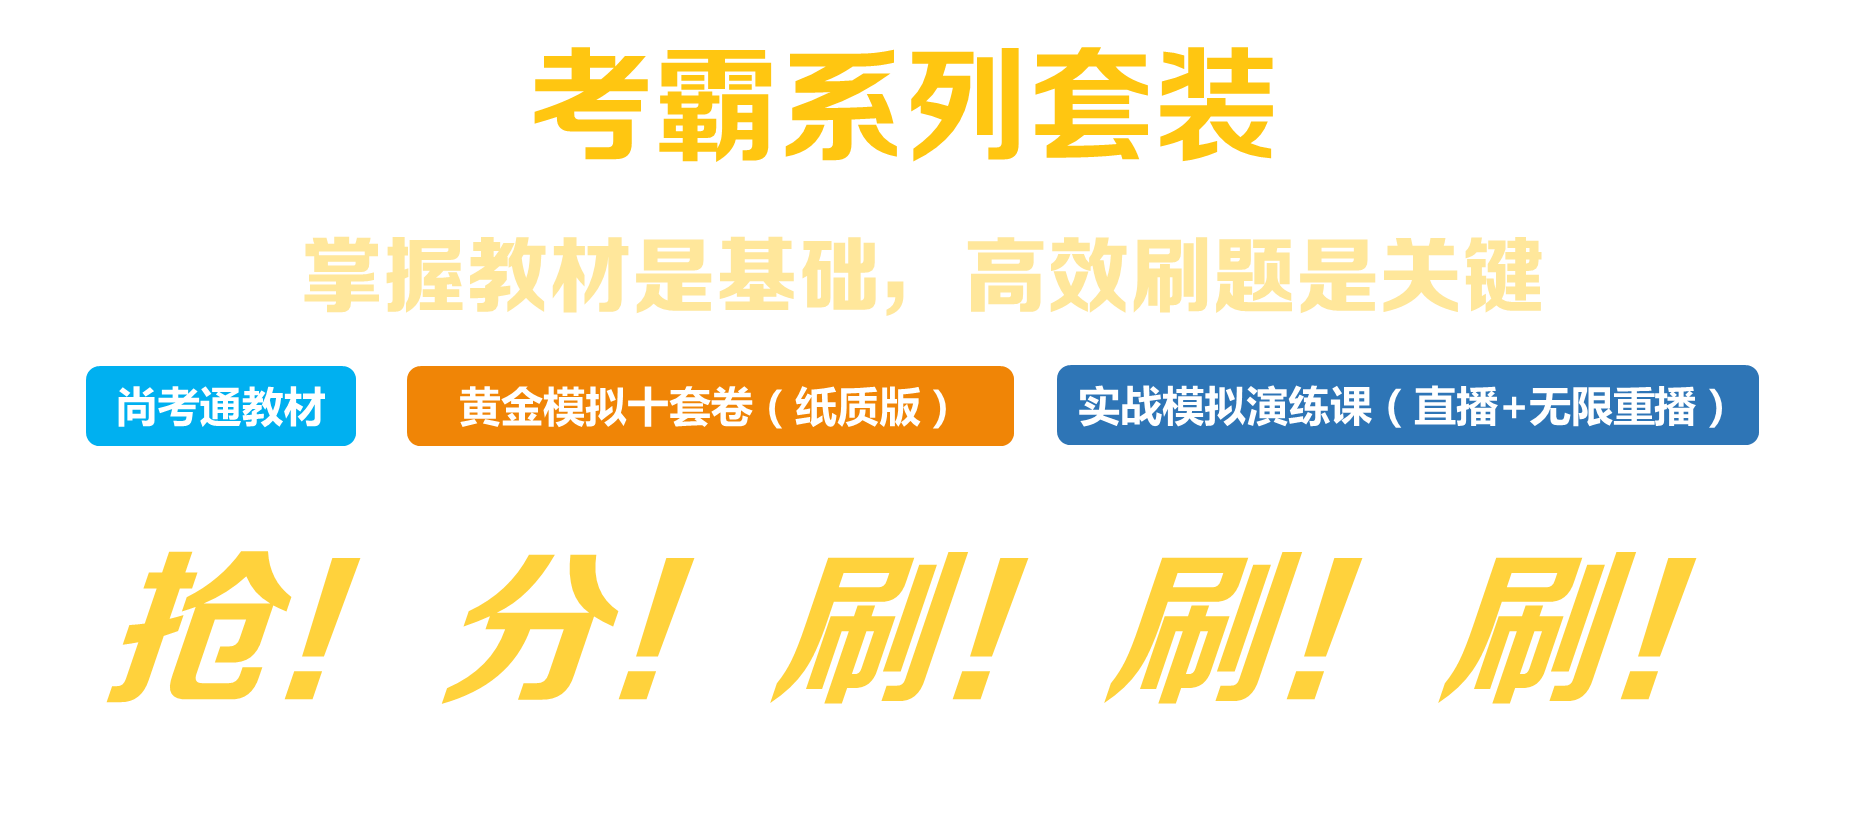 考霸系列套装
掌握教材是基础，高效刷题是关键
尚考通教材 黄金模拟十套卷（纸质版） 实战模拟演练课（直播+无限重播）
抢！分！刷！刷！刷！